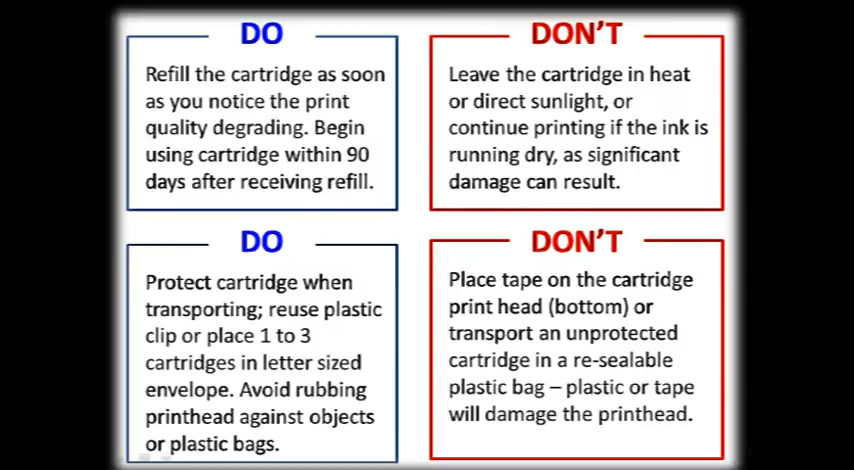 DO
Refill the cartridge as soon
as you notice the print
quality degrading. Begin
using cartridge within 90
days after receiving refill.
DON'T
Leave the cartridge in heat
or direct sunlight, or
continue printing if the ink is
running dry, as significant
damage can result.
DO
Protect cartridge when
transporting; reuse plastic
clip or place 1 to 3
cartridges in letter sized
envelope. Avoid rubbing
printhead against objects
or plastic bags.
DON'T
Place tape on the cartridge
print head (bottom) or
transport an unprotected
cartridge in a re-sealable
plastic bag – plastic or tape
will damage the printhead.